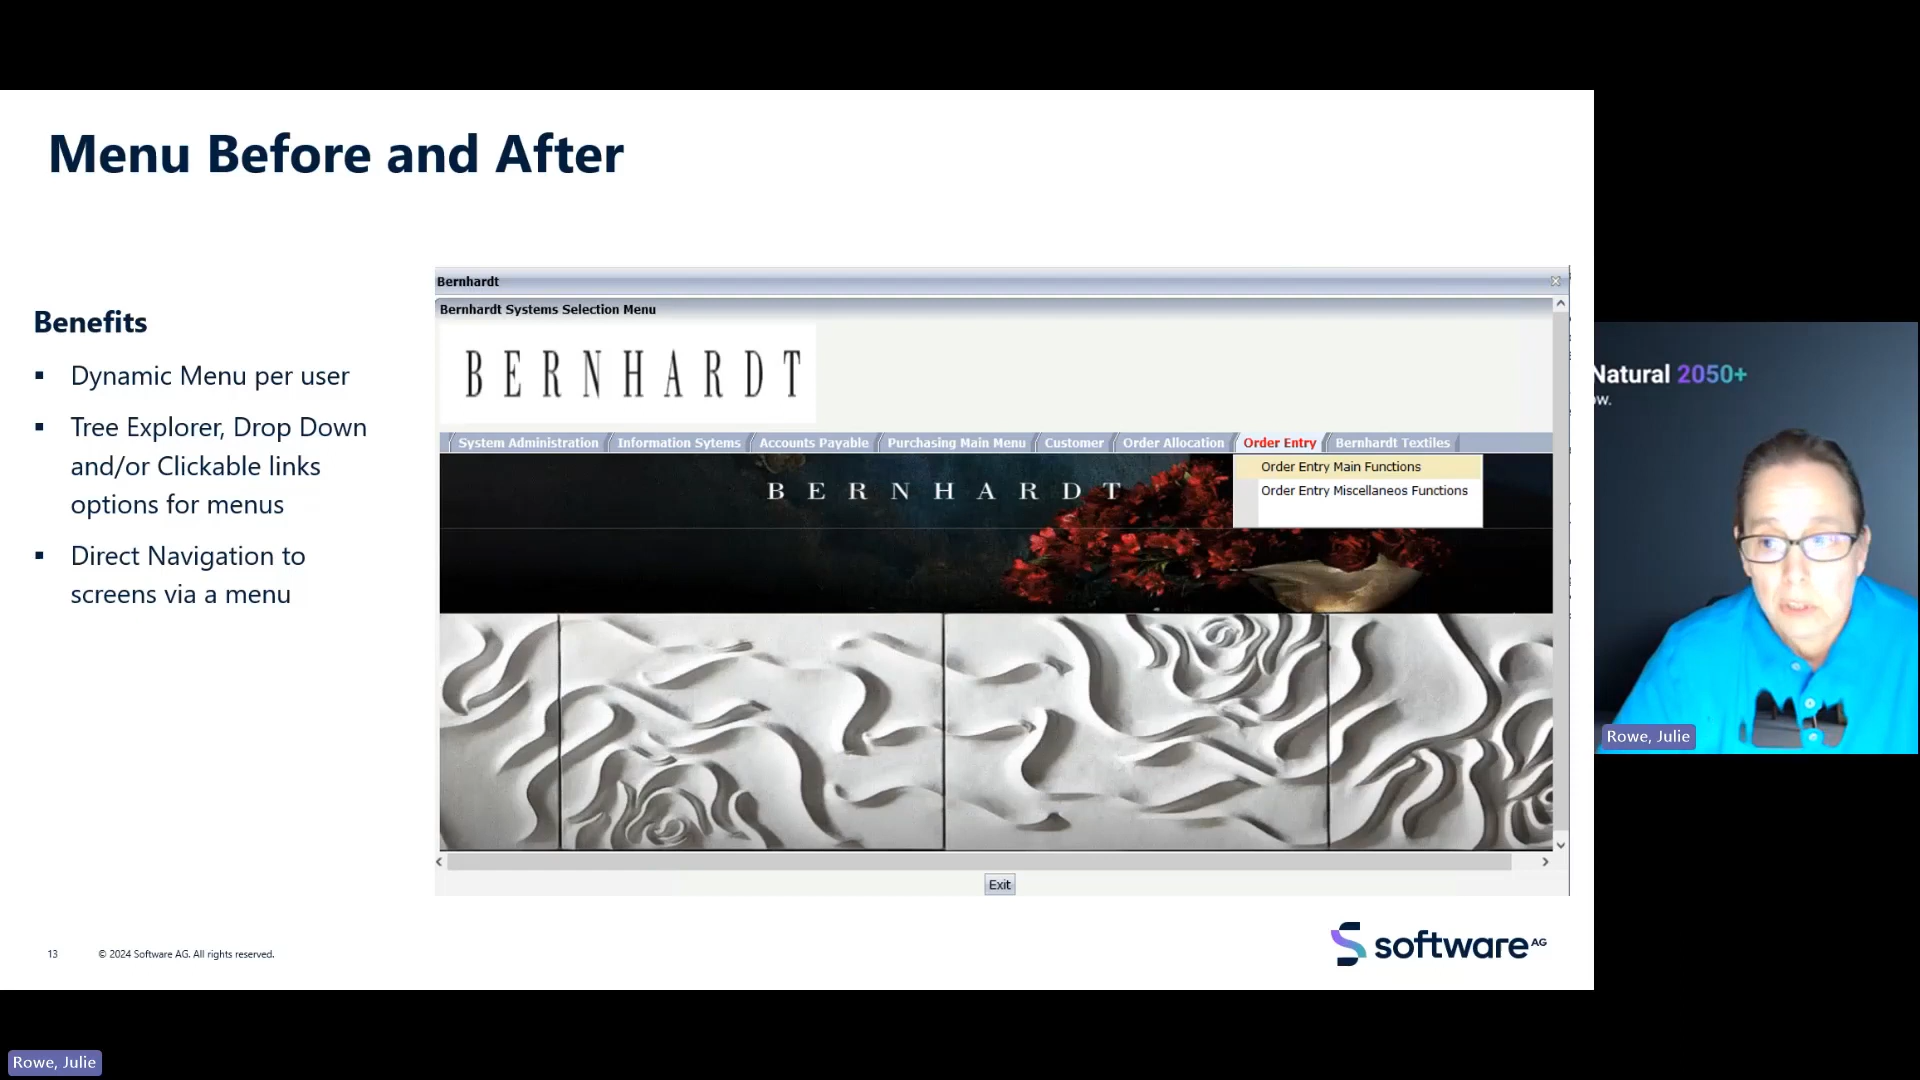 Menu Before and After
Benefits
▪ Dynamic Menu per user
▪ Tree Explorer, Drop Down
and/or Clickable links
options for menus
▪ Direct Navigation to
screens via a menu
Bernhardt
Bernhardt Systems Selection Menu
BERNHARDT
System Administration Information Sytems Accounts Payable Purchasing Main Menu Customer Order Allocation Order Entry Bernhardt Textiles
Order Entry Main Functions
Order Entry Miscellaneos Functions
BERNHARDT
Exit
13 © 2024 Software AG. All rights reserved.
software AG
Natural 2050+
ow.
Rowe, Julie
Rowe, Julie